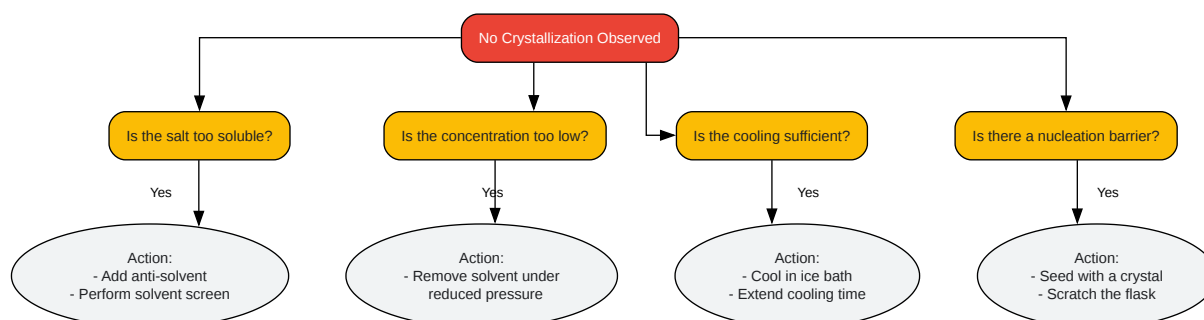 No Crystallization Observed
Is the salt too soluble?
Is the concentration too low?
Is the cooling sufficient?
Is there a nucleation barrier?
Yes
Yes
Yes
Yes
Action:
- Add anti-solvent
- Perform solvent screen
Action:
- Remove solvent under
reduced pressure
Action:
- Cool in ice bath
- Extend cooling time
Action:
- Seed with a crystal
- Scratch the flask